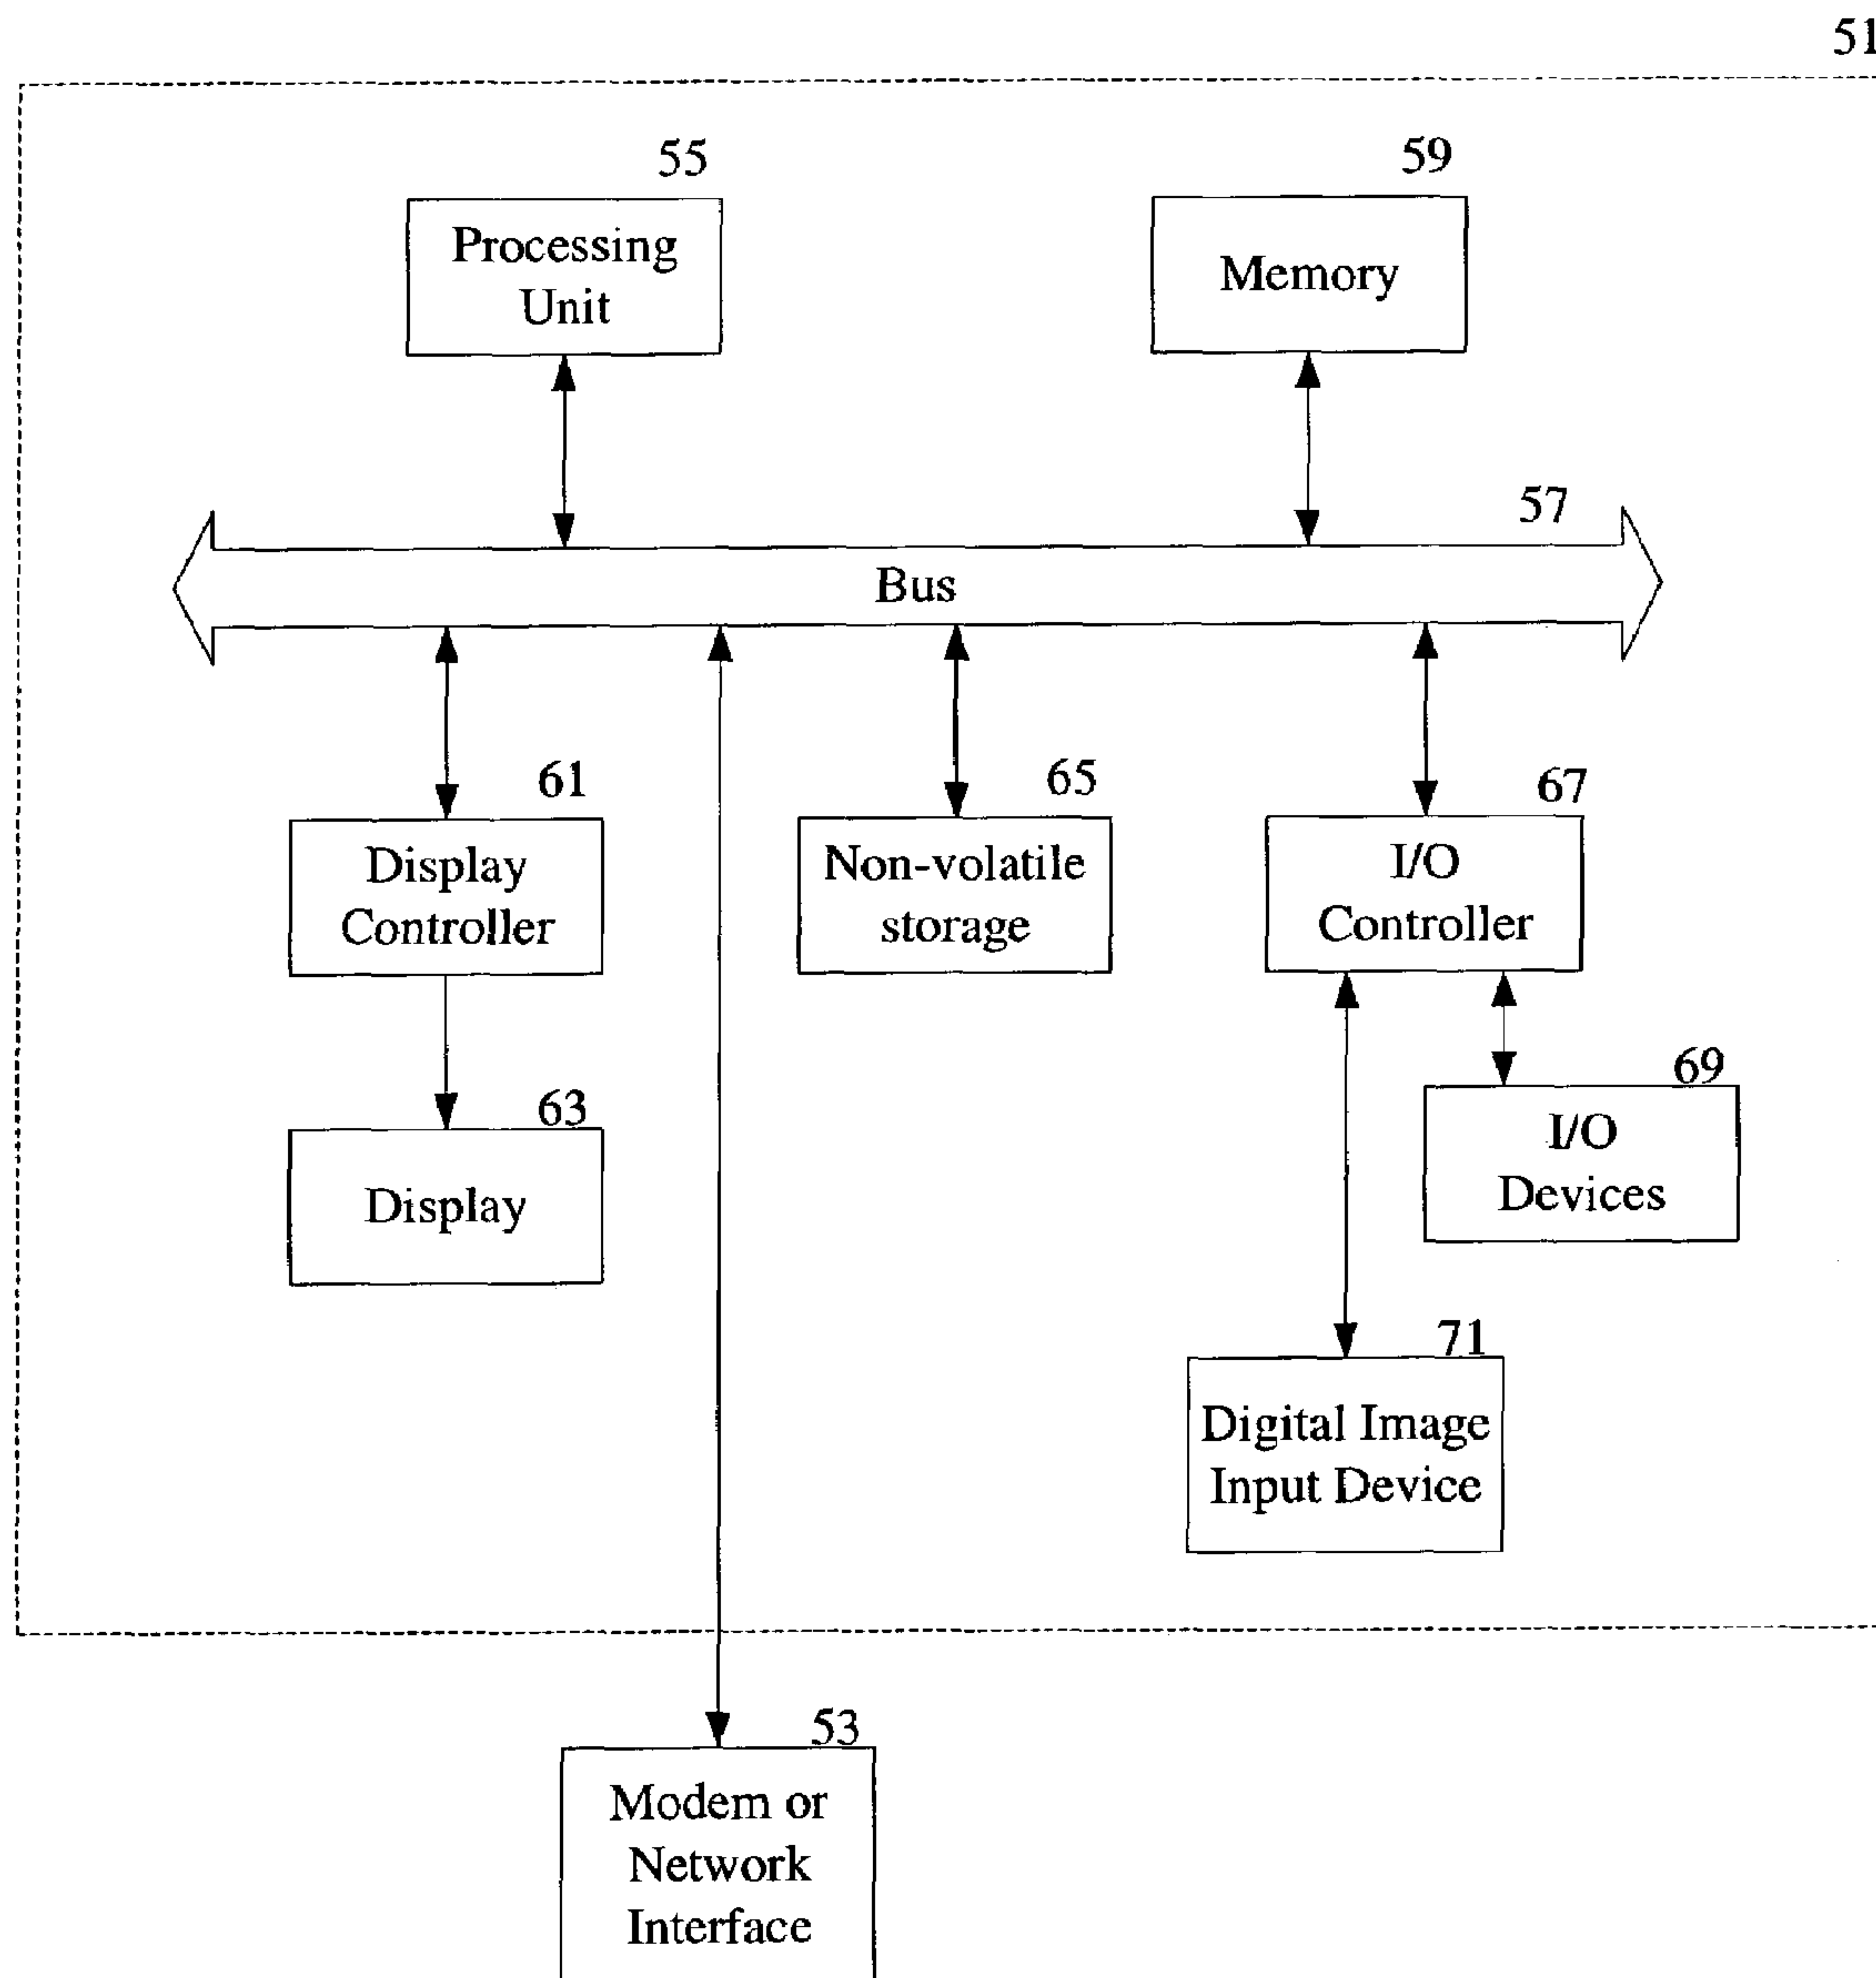 51
55
Processing
Unit
59
Memory
57
Bus
61
Display
Controller
65
Non-volatile
storage
67
I/O
Controller
63
Display
69
I/O
Devices
71
Digital Image
Input Device
53
Modem or
Network
Interface